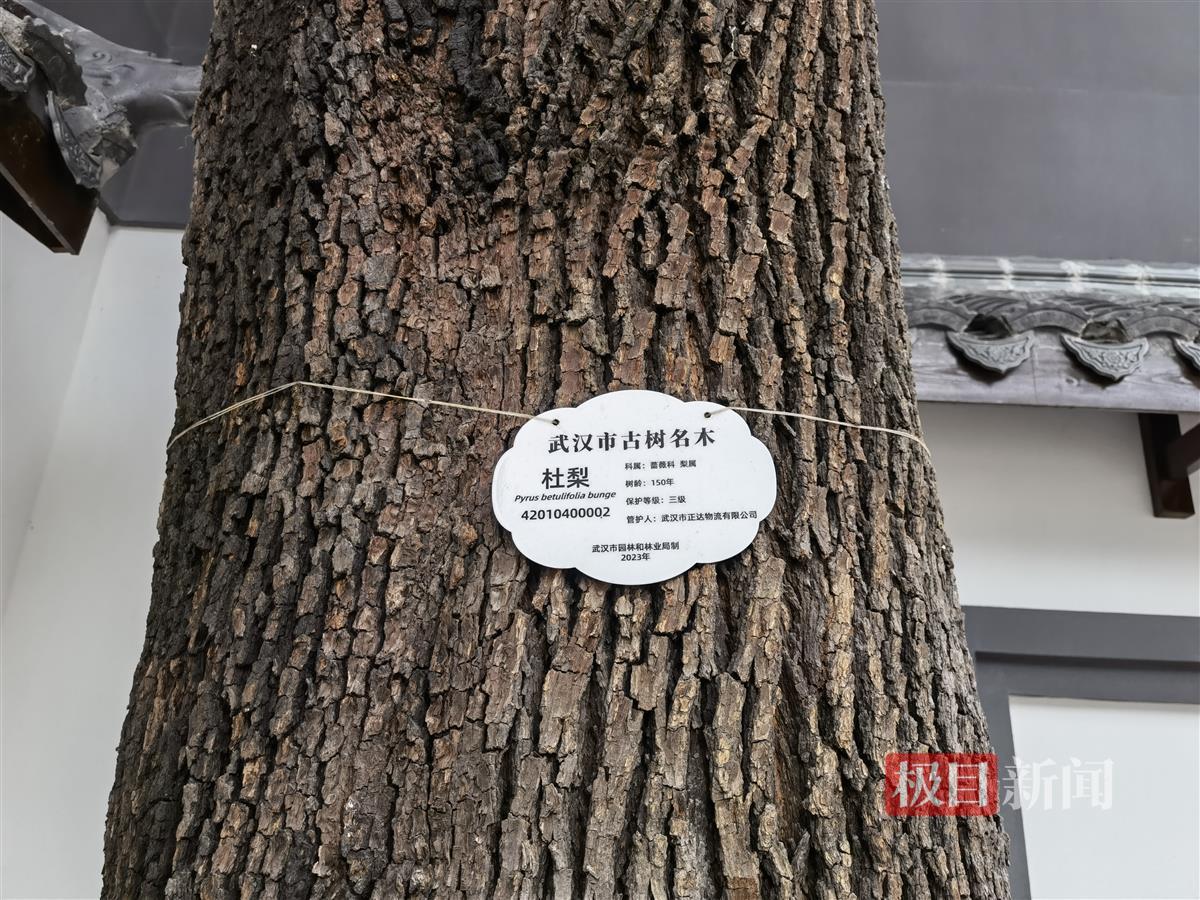 武汉市古树名木
杜梨
Pyrus betulifolia bunge
42010400002
科属：蔷薇科 梨属
树龄：150年
保护等级：三级
管护人：武汉市正达物流有限公司
武汉市园林和林业局制
2023年
极目新闻